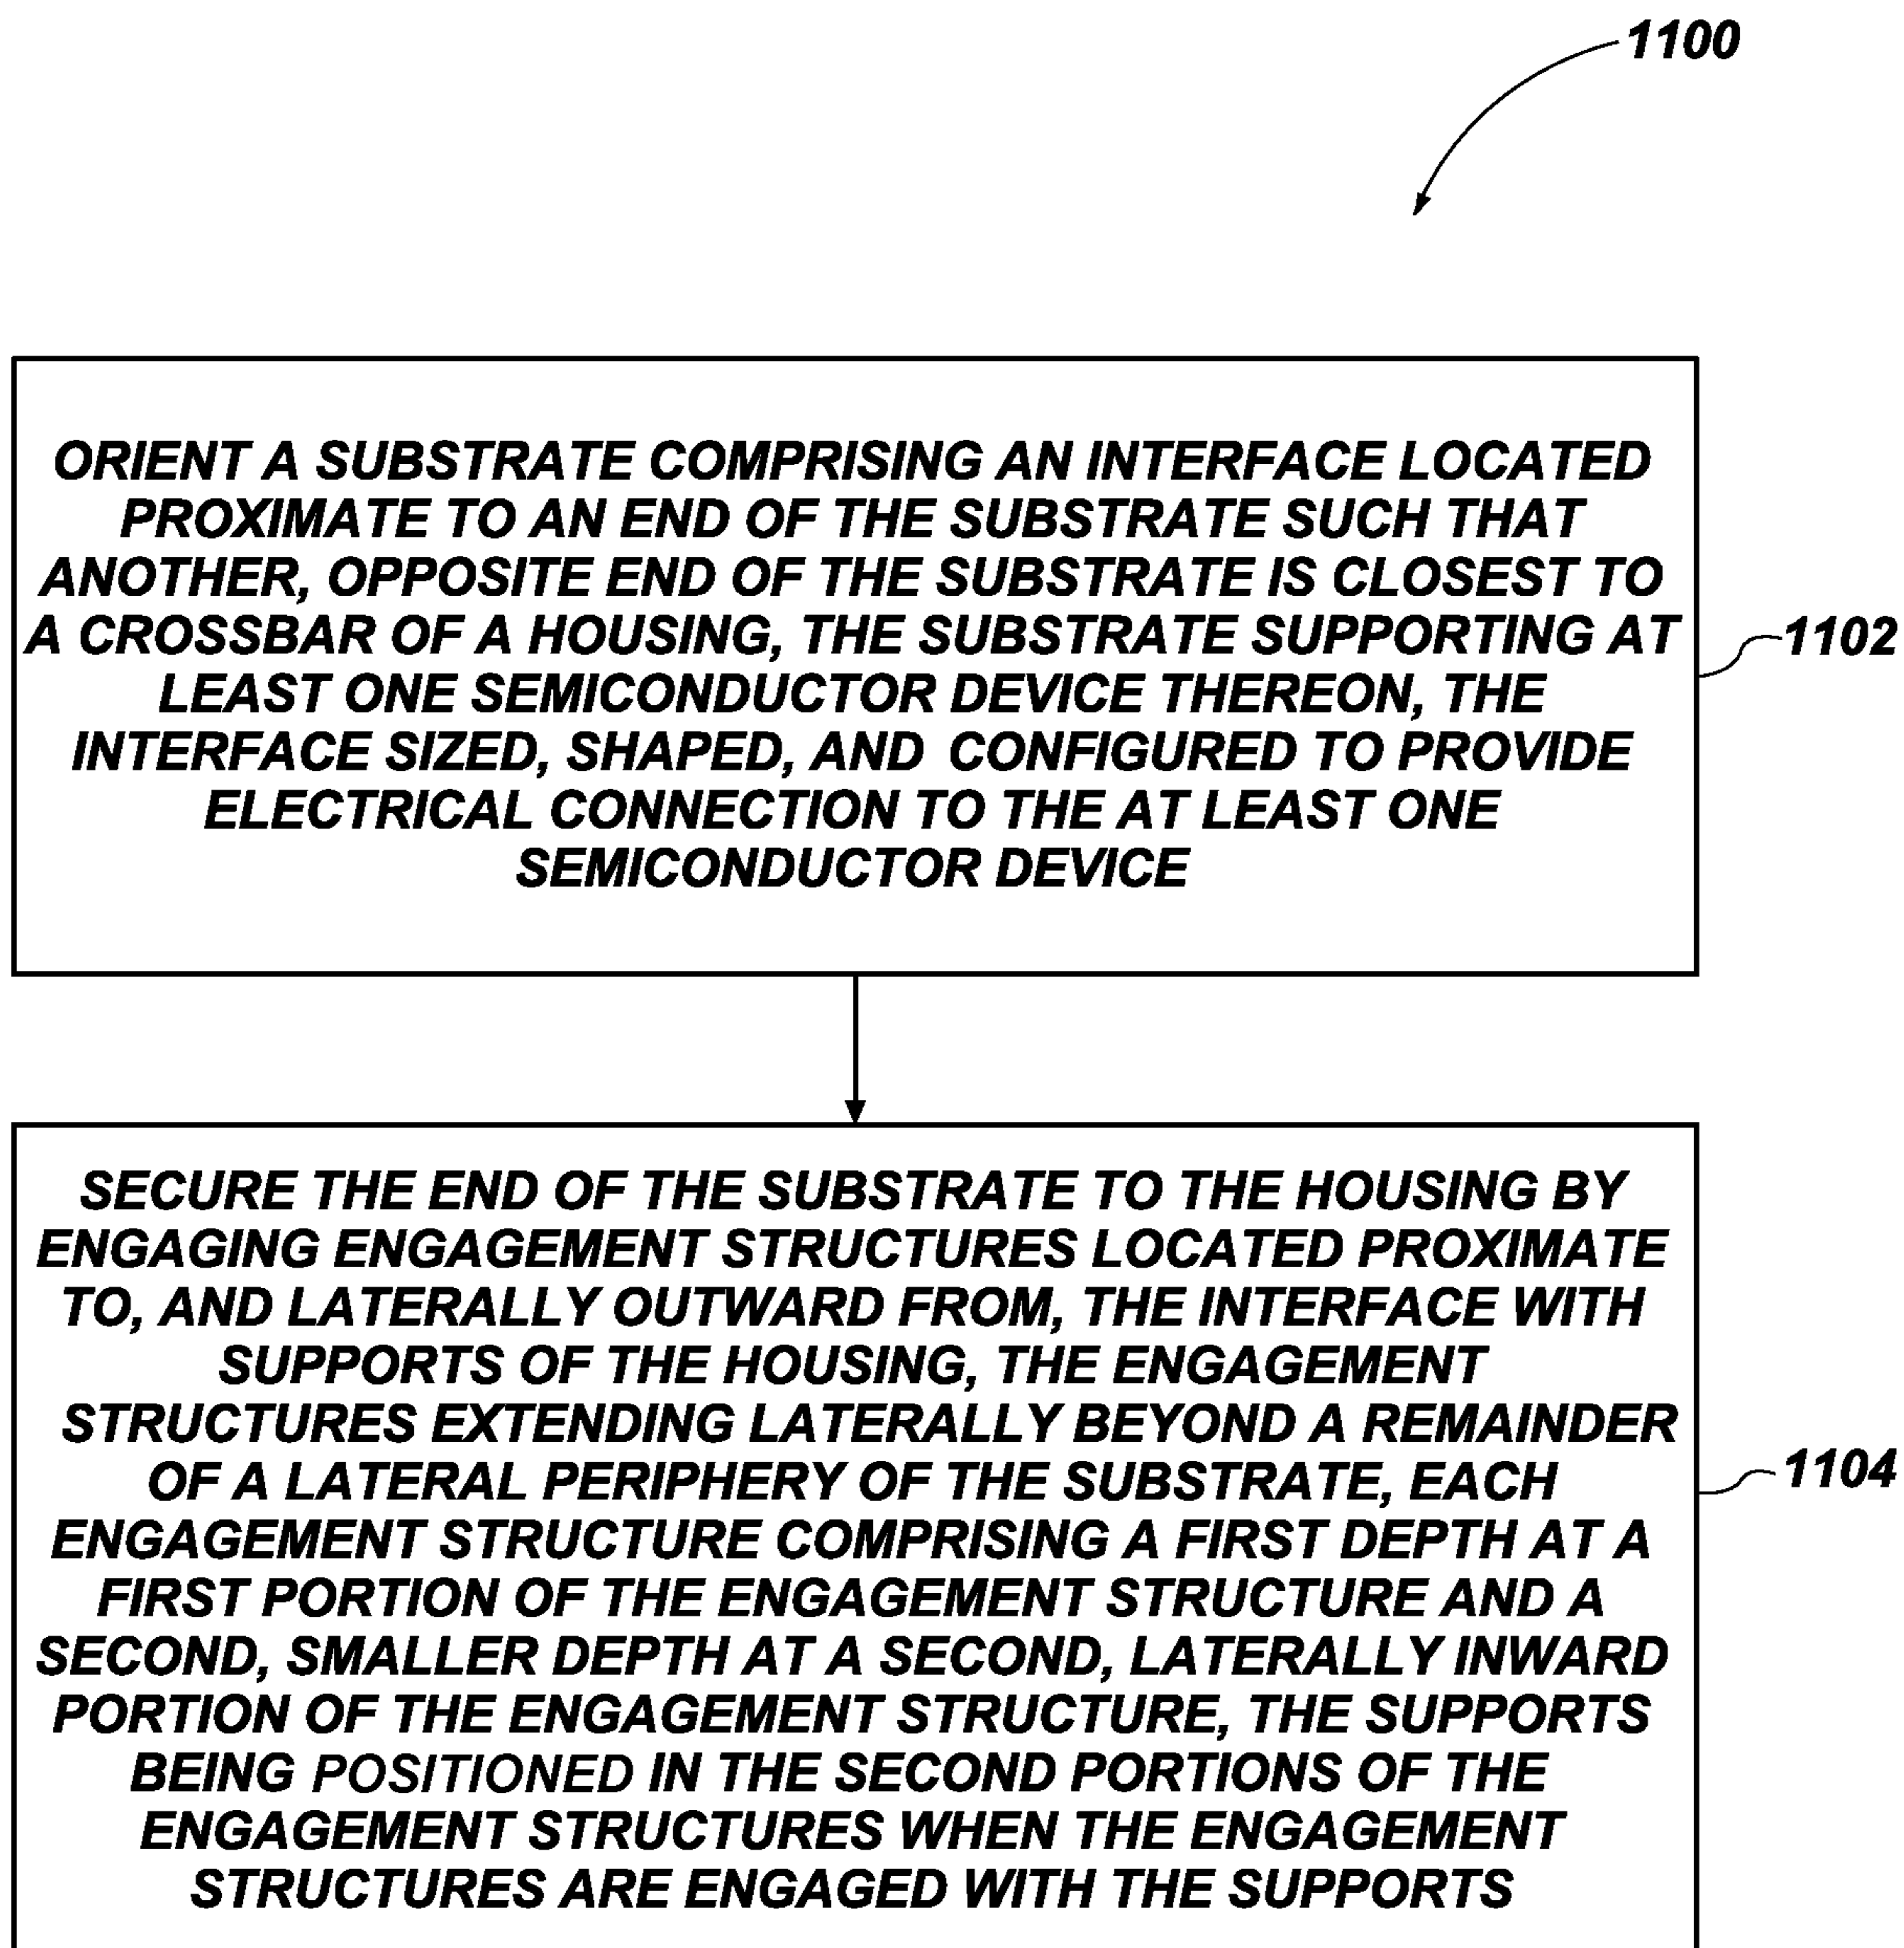 1100
ORIENT A SUBSTRATE COMPRISING AN INTERFACE LOCATED
PROXIMATE TO AN END OF THE SUBSTRATE SUCH THAT
ANOTHER, OPPOSITE END OF THE SUBSTRATE IS CLOSEST TO
A CROSSBAR OF A HOUSING, THE SUBSTRATE SUPPORTING AT
LEAST ONE SEMICONDUCTOR DEVICE THEREON, THE
INTERFACE SIZED, SHAPED, AND CONFIGURED TO PROVIDE
ELECTRICAL CONNECTION TO THE AT LEAST ONE
SEMICONDUCTOR DEVICE
1102
SECURE THE END OF THE SUBSTRATE TO THE HOUSING BY
ENGAGING ENGAGEMENT STRUCTURES LOCATED PROXIMATE
TO, AND LATERALLY OUTWARD FROM, THE INTERFACE WITH
SUPPORTS OF THE HOUSING, THE ENGAGEMENT
STRUCTURES EXTENDING LATERALLY BEYOND A REMAINDER
OF A LATERAL PERIPHERY OF THE SUBSTRATE, EACH
ENGAGEMENT STRUCTURE COMPRISING A FIRST DEPTH AT A
FIRST PORTION OF THE ENGAGEMENT STRUCTURE AND A
SECOND, SMALLER DEPTH AT A SECOND, LATERALLY INWARD
PORTION OF THE ENGAGEMENT STRUCTURE, THE SUPPORTS
BEING POSITIONED IN THE SECOND PORTIONS OF THE
ENGAGEMENT STRUCTURES WHEN THE ENGAGEMENT
STRUCTURES ARE ENGAGED WITH THE SUPPORTS
1104